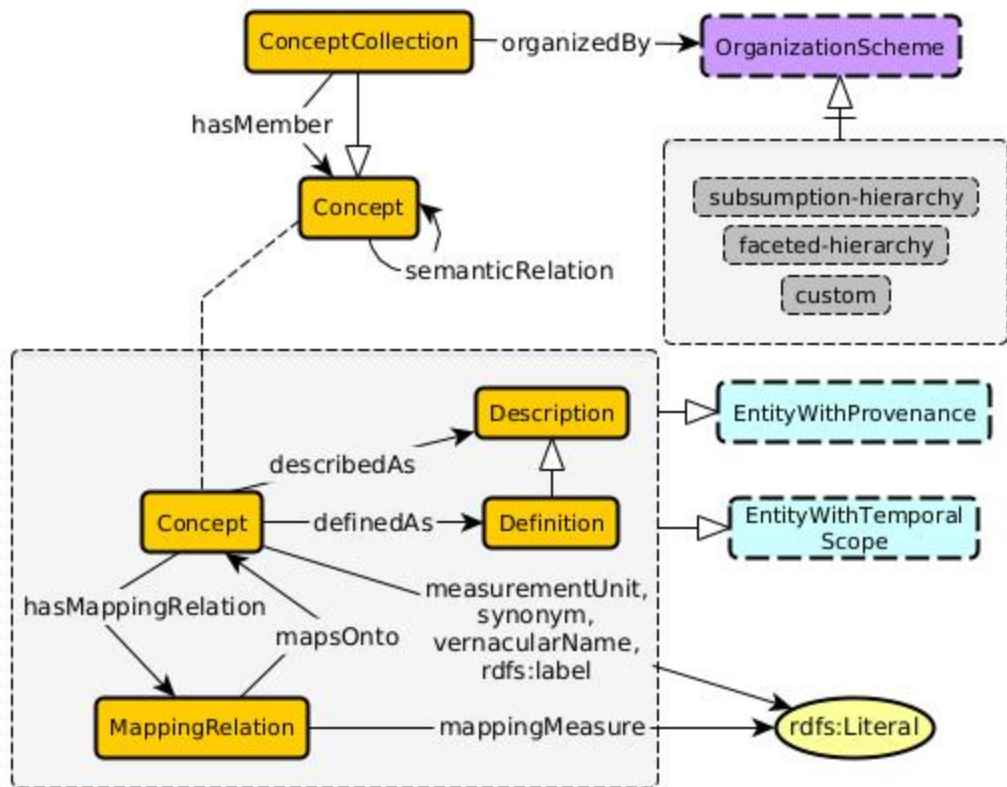 ConceptCollection
organizedBy
OrganizationScheme
hasMember
Concept
semanticRelation
subsumption-hierarchy
faceted-hierarchy
custom
Description
EntityWithProvenance
describedAs
Concept
definedAs
Definition
EntityWithTemporal
Scope
hasMappingRelation
mapsOnto
measurementUnit,
synonym,
vernacularName,
rdfs:label
MappingRelation
mappingMeasure
rdfs:Literal